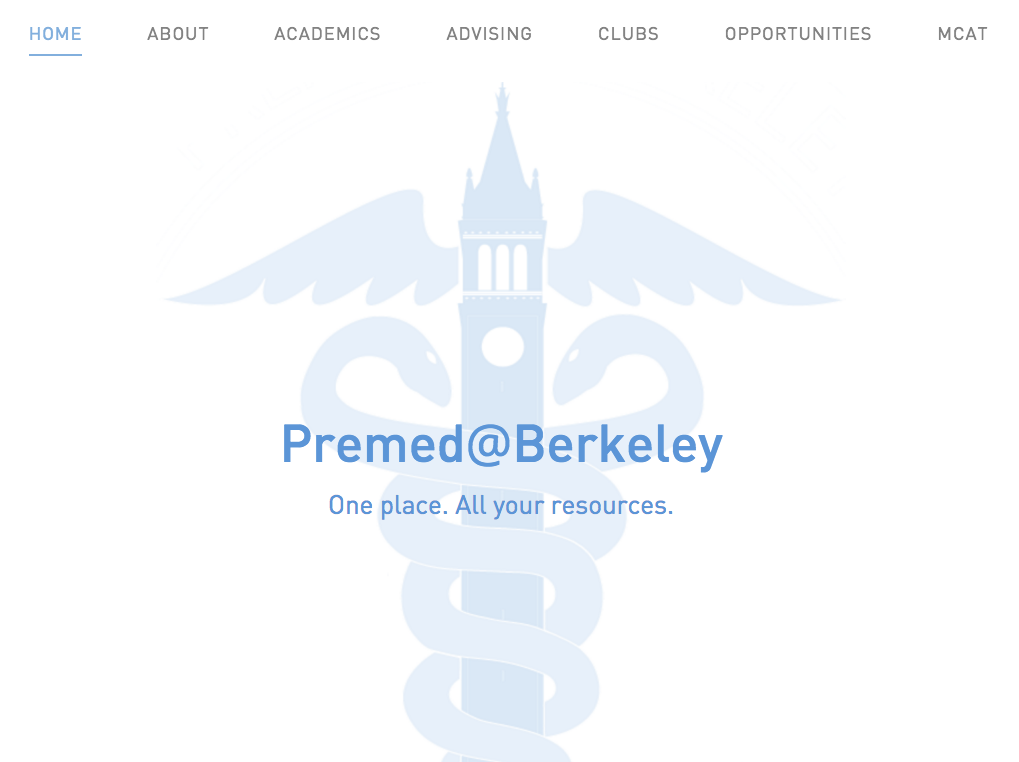 HOME ABOUT ACADEMICS ADVISING CLUBS OPPORTUNITIES MCAT
Premed@Berkeley
One place. All your resources.